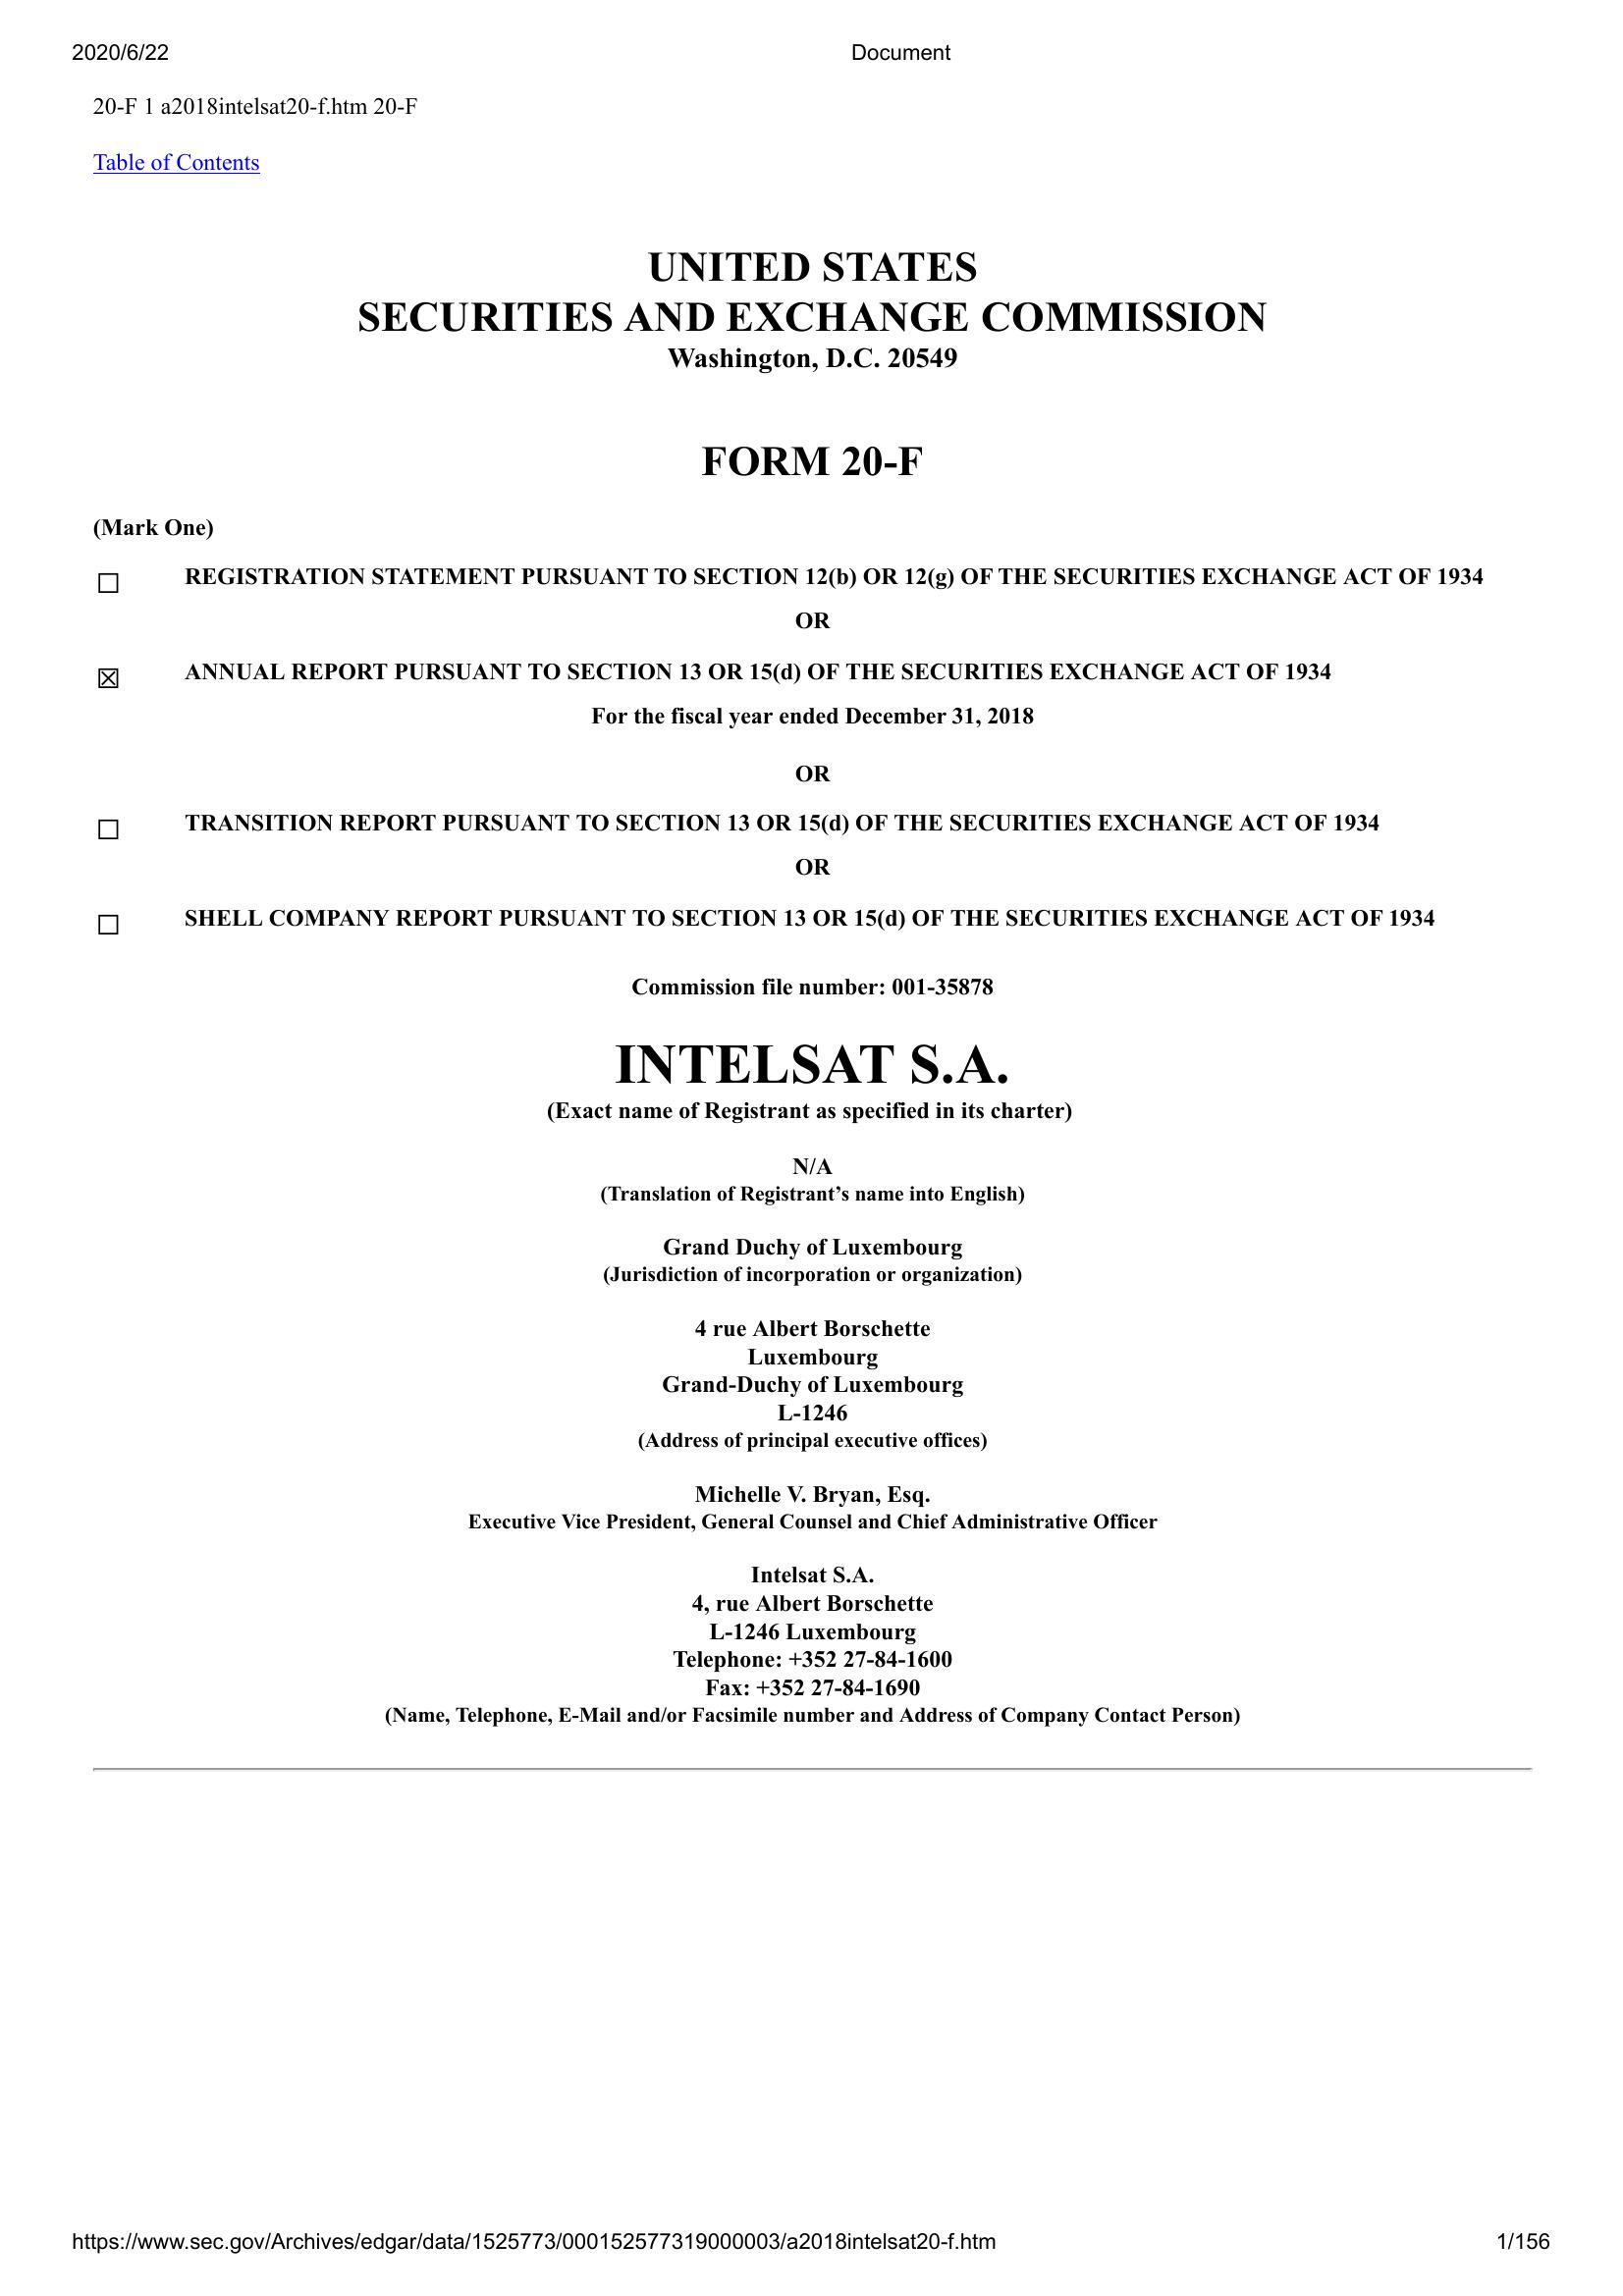 2020/6/22 Document
20-F 1 a2018intelsat20-f.htm 20-F
Table of Contents
UNITED STATES
SECURITIES AND EXCHANGE COMMISSION
Washington, D.C. 20549
FORM 20-F
(Mark One)
☐ REGISTRATION STATEMENT PURSUANT TO SECTION 12(b) OR 12(g) OF THE SECURITIES EXCHANGE ACT OF 1934
OR
☒ ANNUAL REPORT PURSUANT TO SECTION 13 OR 15(d) OF THE SECURITIES EXCHANGE ACT OF 1934
For the fiscal year ended December 31, 2018
OR
☐ TRANSITION REPORT PURSUANT TO SECTION 13 OR 15(d) OF THE SECURITIES EXCHANGE ACT OF 1934
OR
☐ SHELL COMPANY REPORT PURSUANT TO SECTION 13 OR 15(d) OF THE SECURITIES EXCHANGE ACT OF 1934
Commission file number: 001-35878
INTELSAT S.A.
(Exact name of Registrant as specified in its charter)
N/A
(Translation of Registrant’s name into English)
Grand Duchy of Luxembourg
(Jurisdiction of incorporation or organization)
4 rue Albert Borschette
Luxembourg
Grand-Duchy of Luxembourg
L-1246
(Address of principal executive offices)
Michelle V. Bryan, Esq.
Executive Vice President, General Counsel and Chief Administrative Officer
Intelsat S.A.
4, rue Albert Borschette
L-1246 Luxembourg
Telephone: +352 27-84-1600
Fax: +352 27-84-1690
(Name, Telephone, E-Mail and/or Facsimile number and Address of Company Contact Person)
https://www.sec.gov/Archives/edgar/data/1525773/000152577319000003/a2018intelsat20-f.htm 1/156